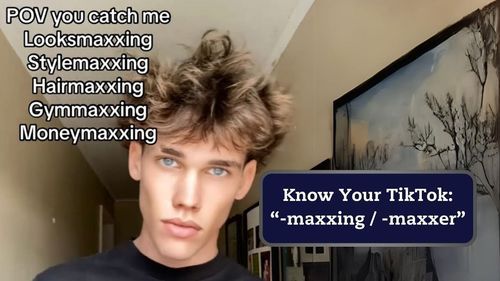 POV you catch me
Looksmaxxing
Stylemaxxing
Hairmaxxing
Gymmaxxing
Moneymaxxing
Know Your TikTok:
“-maxxing / -maxxer”